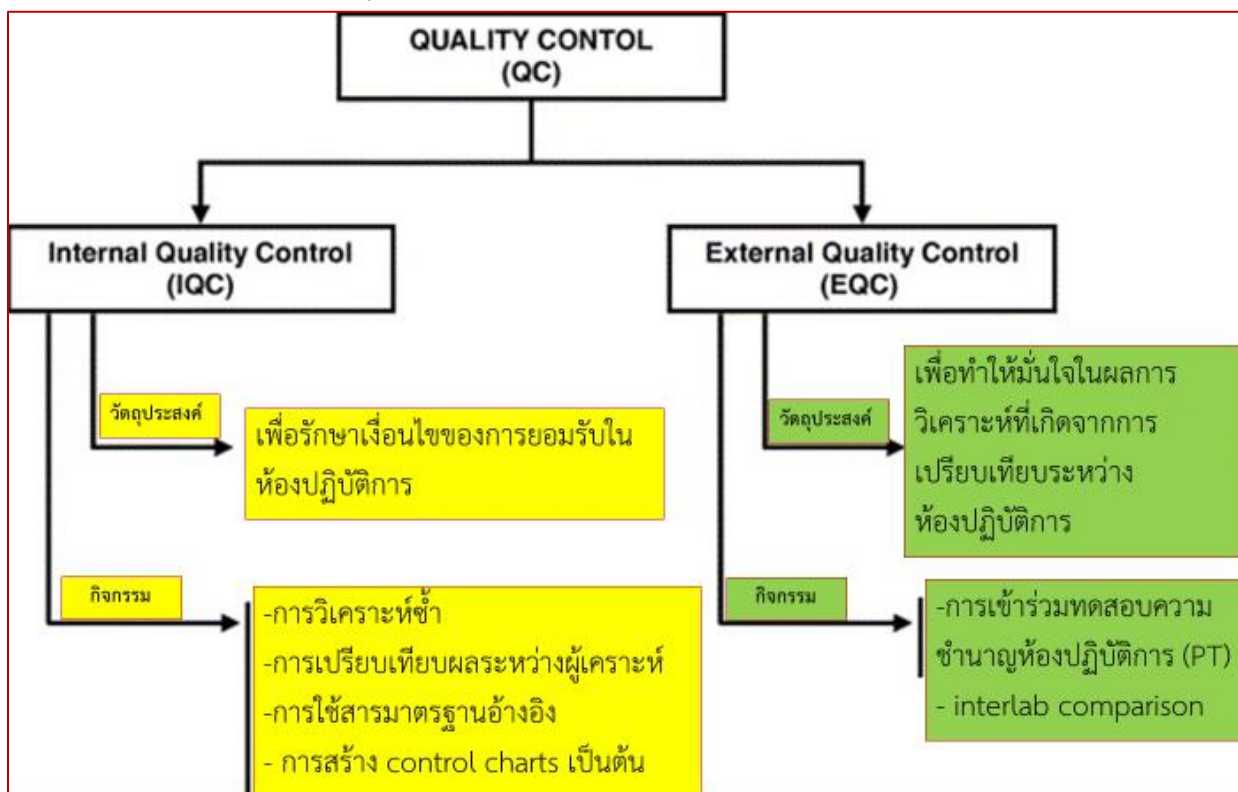 QUALITY CONTOL
(QC)
Internal Quality Control
(IQC)
วัตถุประสงค์
เพื่อรักษาเงื่อนไขของการยอมรับใน
ห้องปฏิบัติการ
กิจกรรม
-การวิเคราะห์ซ้ำ
-การเปรียบเทียบผลระหว่างผู้เคราะห์
-การใช้สารมาตรฐานอ้างอิง
- การสร้าง control charts เป็นต้น
External Quality Control
(EQC)
วัตถุประสงค์
เพื่อทำให้มั่นใจในผลการ
วิเคราะห์ที่เกิดจากการ
เปรียบเทียบระหว่าง
ห้องปฏิบัติการ
กิจกรรม
-การเข้าร่วมทดสอบความ
ชำนาญห้องปฏิบัติการ (PT)
- interlab comparison